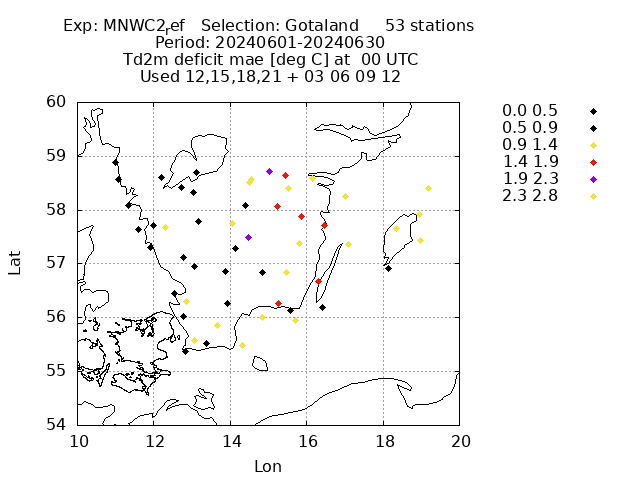 Exp: MNWC2ref Selection: Gotaland 53 stations
Period: 20240601-20240630
Td2m deficit mae [deg C] at 00 UTC
Used 12,15,18,21 + 03 06 09 12
60
59
58
57
56
55
54
Lat
10 12 14 16 18 20
Lon
0.0 0.5
0.5 0.9
0.9 1.4
1.4 1.9
1.9 2.3
2.3 2.8